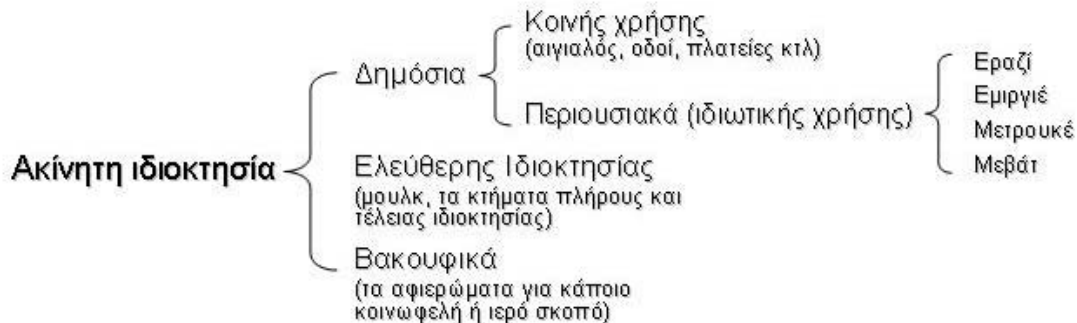 Ακίνητη ιδιοκτησία
Δημόσια
Κοινής χρήσης
(αιγιαλός, οδοί, πλατείες κτλ)
Περιουσιακά (ιδιωτικής χρήσης)
Εραζί
Εμιργιέ
Μετρουκέ
Μεβάτ
Ελεύθερης Ιδιοκτησίας
(μουλκ, τα κτήματα πλήρους και
τέλειας ιδιοκτησίας)
Βακουφικά
(τα αφιερώματα για κάποιο
κοινωφελή ή ιερό σκοπό)